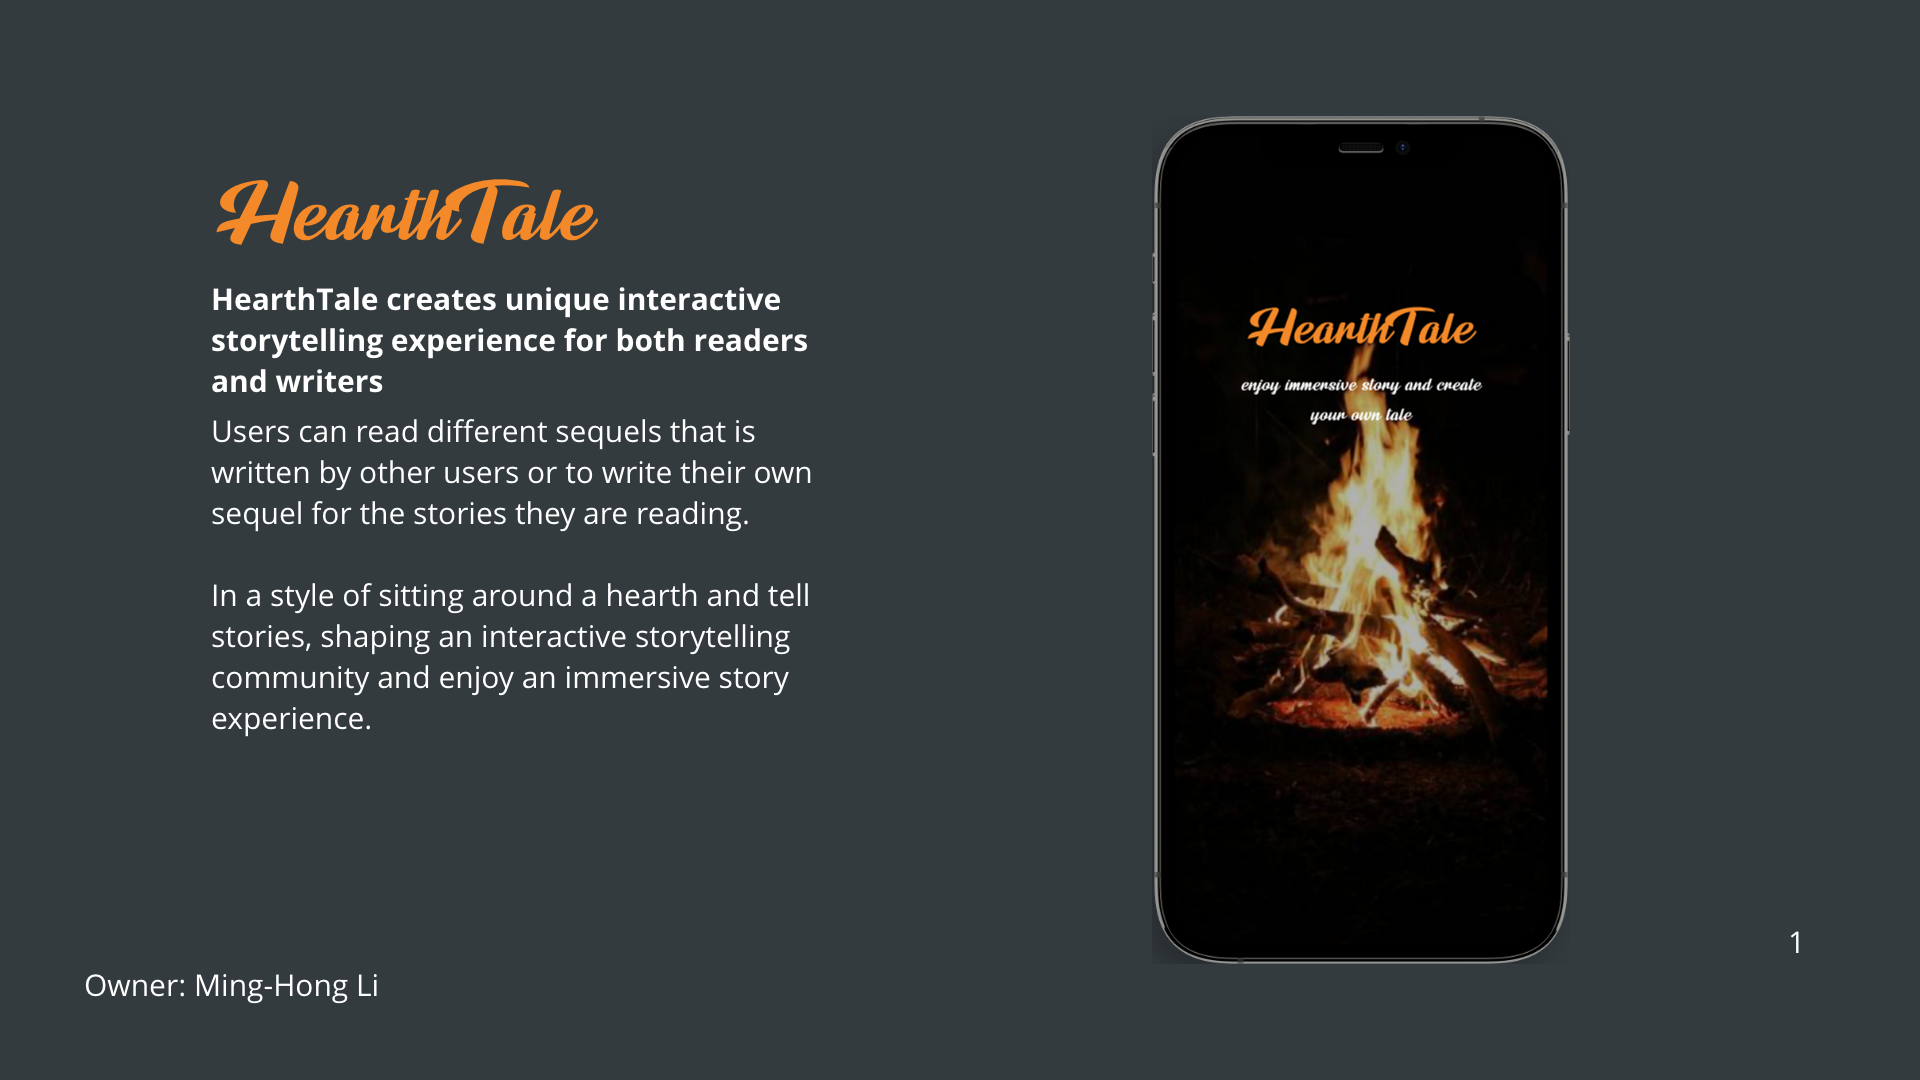 HearthTale
HearthTale creates unique interactive
storytelling experience for both readers
and writers
Users can read different sequels that is
written by other users or to write their own
sequel for the stories they are reading.
In a style of sitting around a hearth and tell
stories, shaping an interactive storytelling
community and enjoy an immersive story
experience.
HearthTale
enjoy immersive story and create
your own tale
1
Owner: Ming-Hong Li